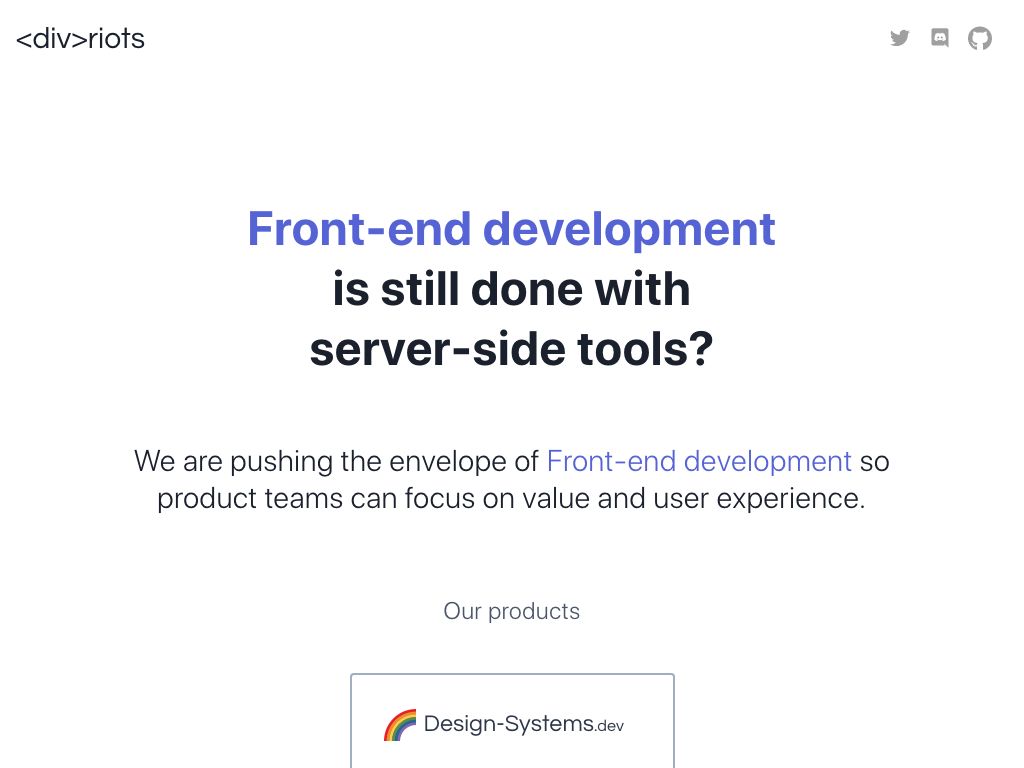 <div>riots
Front-end development
is still done with
server-side tools?
We are pushing the envelope of Front-end development so
product teams can focus on value and user experience.
Our products
Design-Systems.dev